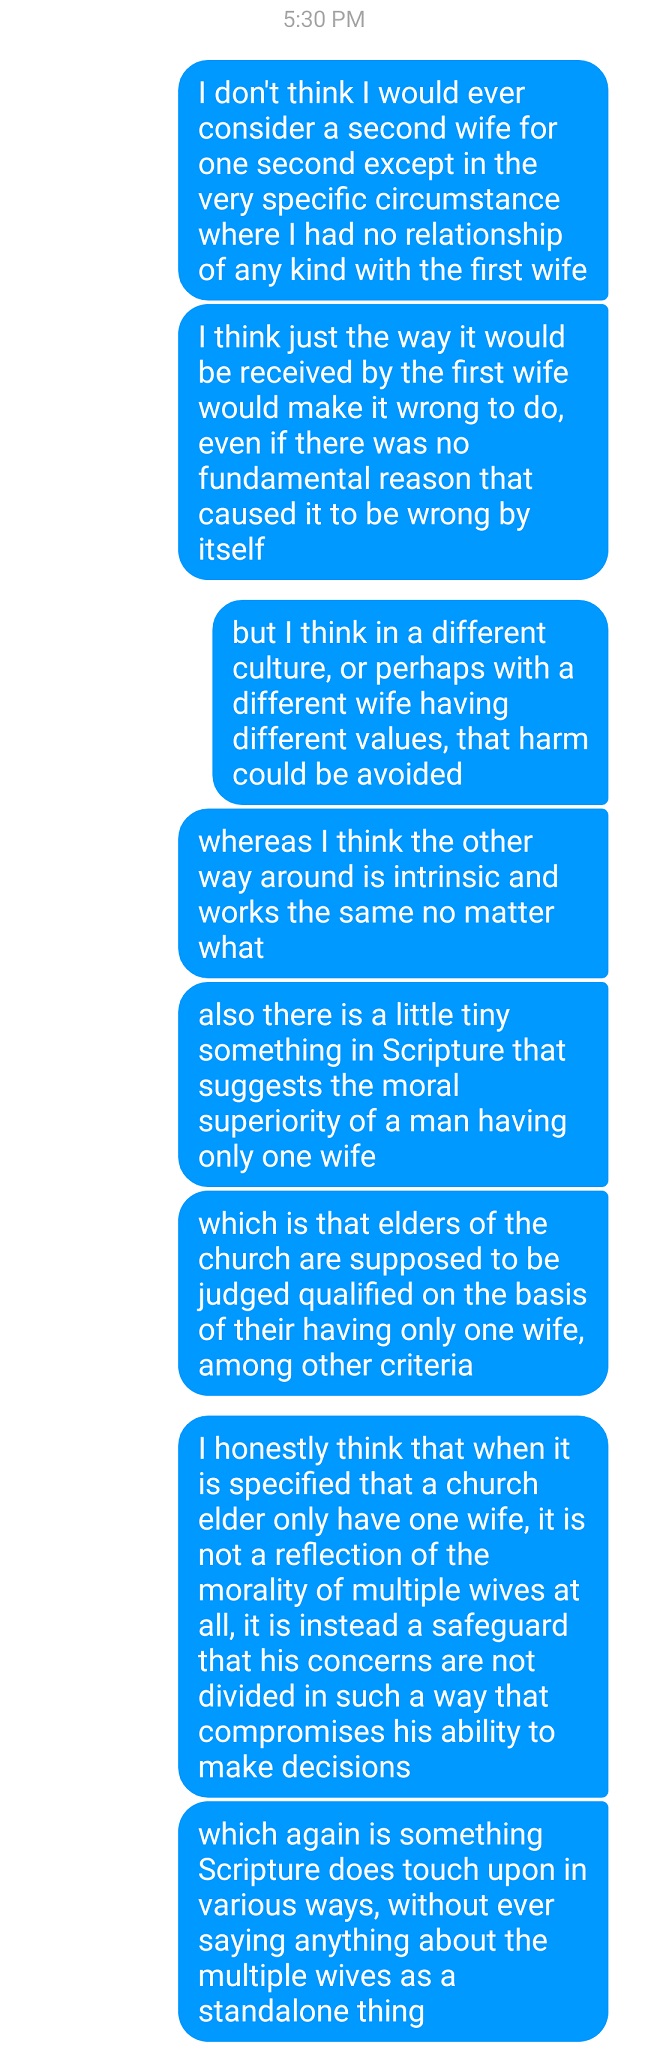 5:30 PM
I don't think I would ever
consider a second wife for
one second except in the
very specific circumstance
where I had no relationship
of any kind with the first wife
I think just the way it would
be received by the first wife
would make it wrong to do,
even if there was no
fundamental reason that
caused it to be wrong by
itself
but I think in a different
culture, or perhaps with a
different wife having
different values, that harm
could be avoided
whereas I think the other
way around is intrinsic and
works the same no matter
what
also there is a little tiny
something in Scripture that
suggests the moral
superiority of a man having
only one wife
which is that elders of the
church are supposed to be
judged qualified on the basis
of their having only one wife,
among other criteria
I honestly think that when it
is specified that a church
elder only have one wife, it is
not a reflection of the
morality of multiple wives at
all, it is instead a safeguard
that his concerns are not
divided in such a way that
compromises his ability to
make decisions
which again is something
Scripture does touch upon in
various ways, without ever
saying anything about the
multiple wives as a
standalone thing